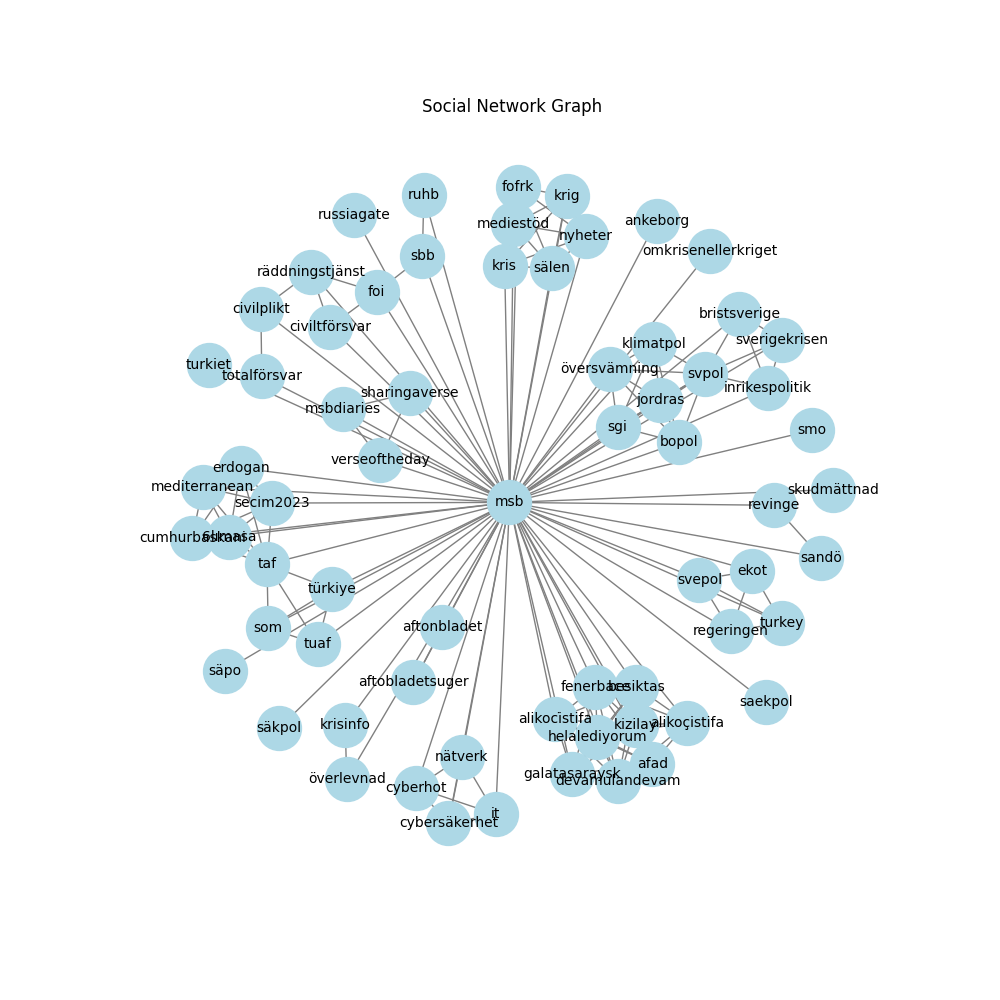 Social Network Graph
fofrk
krig
ruhb
russiagate
ankeborg
mediestöd
nyheter
omkrisenellerkriget
sbb
kris
sälen
räddningstjänst
foi
civilplikt
bristsverige
civiltförsvar
klimatpol
sverigekrisen
turkiet
totalförsvar
översvämning
svpol
inrikespolitik
sharingaverse
jordras
msbdiaries
sgi
smo
bopol
verseoftheday
erdogan
mediterranean
skudmättnad
secim2023
msb
revinge
cumhurbaskani
sandö
taf
ekot
svepol
türkiye
som
aftonbladet
turkey
regeringen
tuaf
säpo
aftobladetsuger
fenerbace
besiktas
saekpol
säkpol
krisinfo
alikocistifa
kizilay
alikoçistifa
helalediyorum
nätverk
afad
galatasaraysk
överlevnad
cyberhot
devamulandevam
it
cybersäkerhet